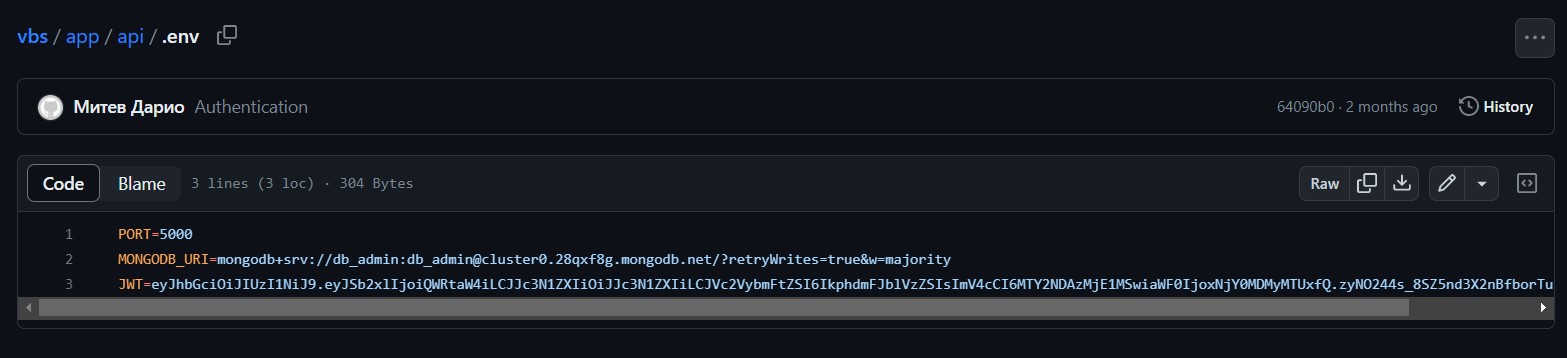 vbs / app / api / .env
Митев Дарио Authentication 64090b0 · 2 months ago History
Code Blame 3 lines (3 loc) · 304 Bytes Raw
1 PORT=5000
2 MONGODB_URI=mongodb+srv://db_admin:db_admin@cluster0.28qxf8g.mongodb.net/?retryWrites=true&w=majority
3 JWT=eyJhbGciOiJIUzI1NiJ9.eyJSb2xlIjoiQWRtaW4iLCJJc3N1ZXIiOiJJc3N1ZXIiLCJVc2VybmFtZSI6IkphdmFJblVzZSIsImV4cCI6MTY2NDAzMjE1MSwiaWF0IjoxNjY0MDMyMTUxfQ.zyNO244s_8SZ5nd3X2nBfborTu